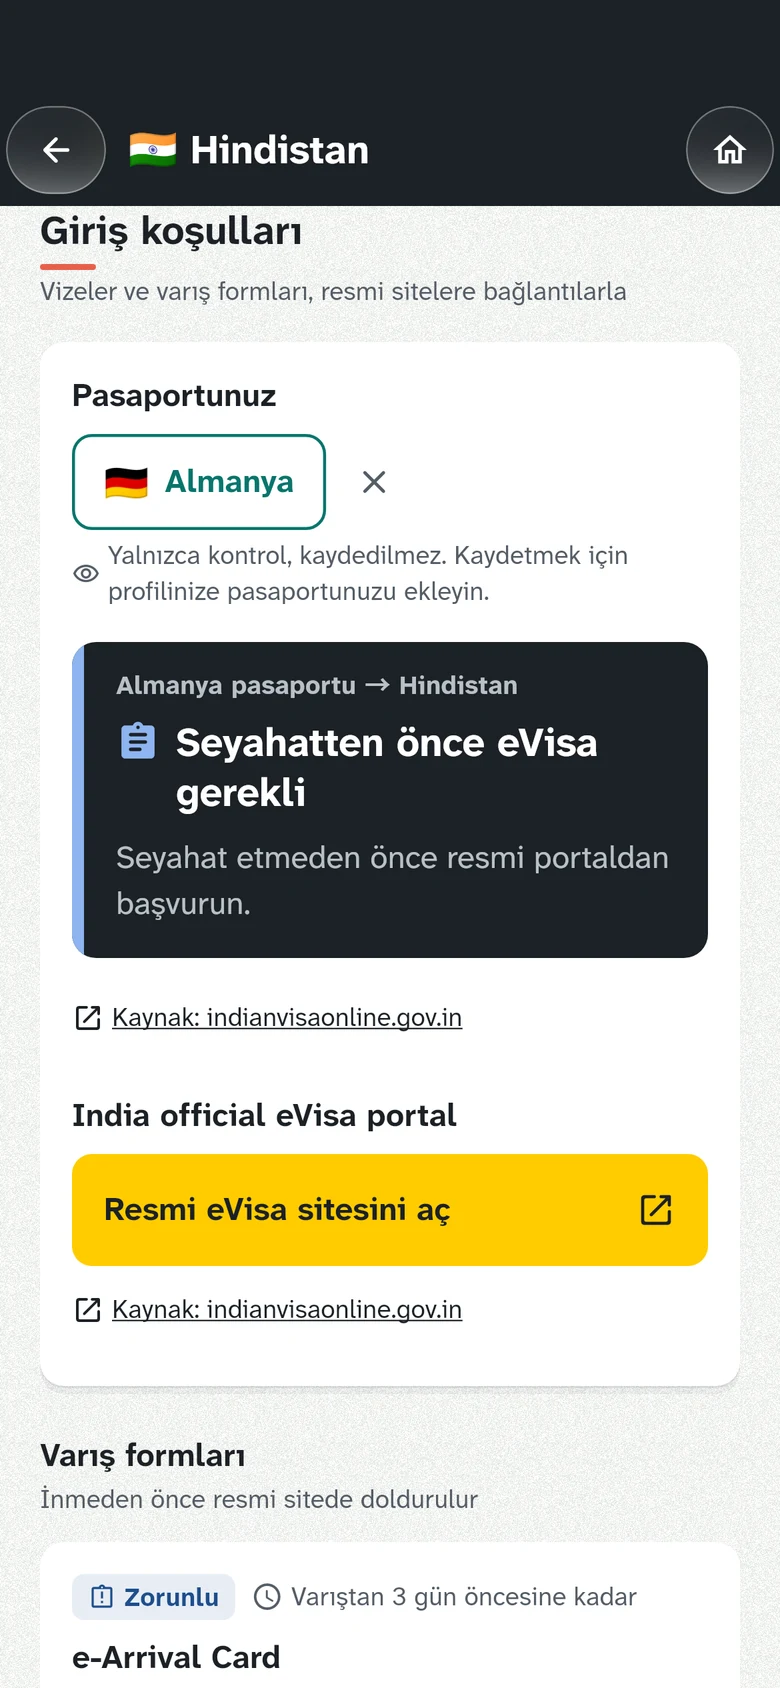 Hindistan
Giriş koşulları
Vizeler ve varış formları, resmi sitelere bağlantılarla
Pasaportunuz
Almanya
Yalnızca kontrol, kaydedilmez. Kaydetmek için
profilinize pasaportunuzu ekleyin.
Almanya pasaportu → Hindistan
Seyahatten önce eVisa
gerekli
Seyahat etmeden önce resmi portaldan
başvurun.
Kaynak: indianvisaonline.gov.in
India official eVisa portal
Resmi eVisa sitesini aç
Kaynak: indianvisaonline.gov.in
Varış formları
İnmeden önce resmi sitede doldurulur
Zorunlu Varıştan 3 gün öncesine kadar
e-Arrival Card